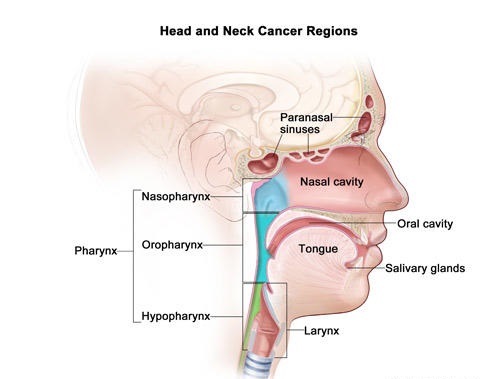 Head and Neck Cancer Regions
Paranasal
sinuses
Nasal cavity
Nasopharynx
Oral cavity
Pharynx
Oropharynx
Tongue
Salivary glands
Hypopharynx
Larynx